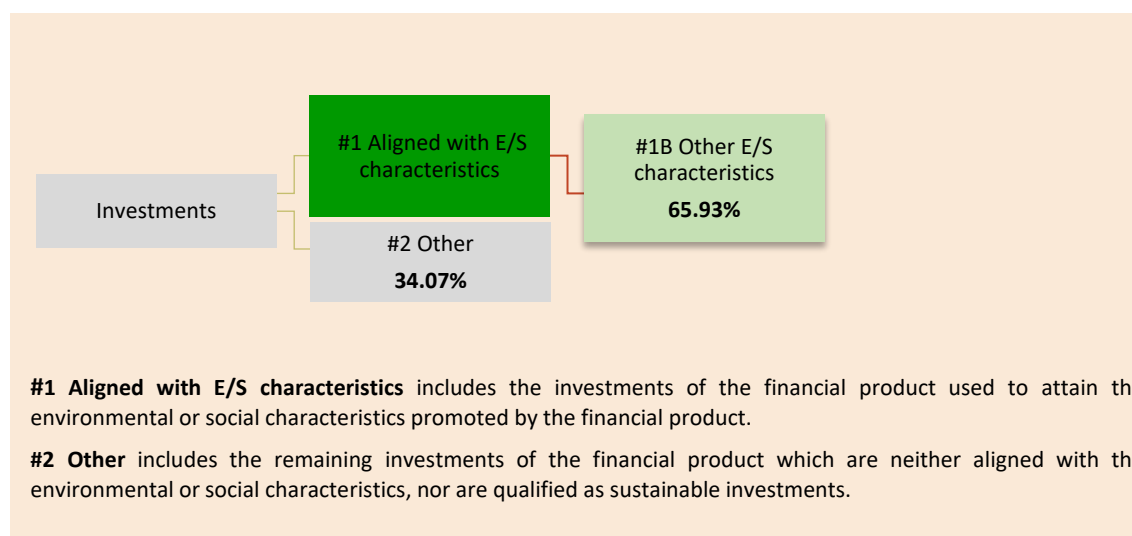 #1 Aligned with E/S
characteristics
#1B Other E/S
characteristics
65.93%
Investments
#2 Other
34.07%
#1 Aligned with E/S characteristics includes the investments of the financial product used to attain th
environmental or social characteristics promoted by the financial product.
#2 Other includes the remaining investments of the financial product which are neither aligned with th
environmental or social characteristics, nor are qualified as sustainable investments.